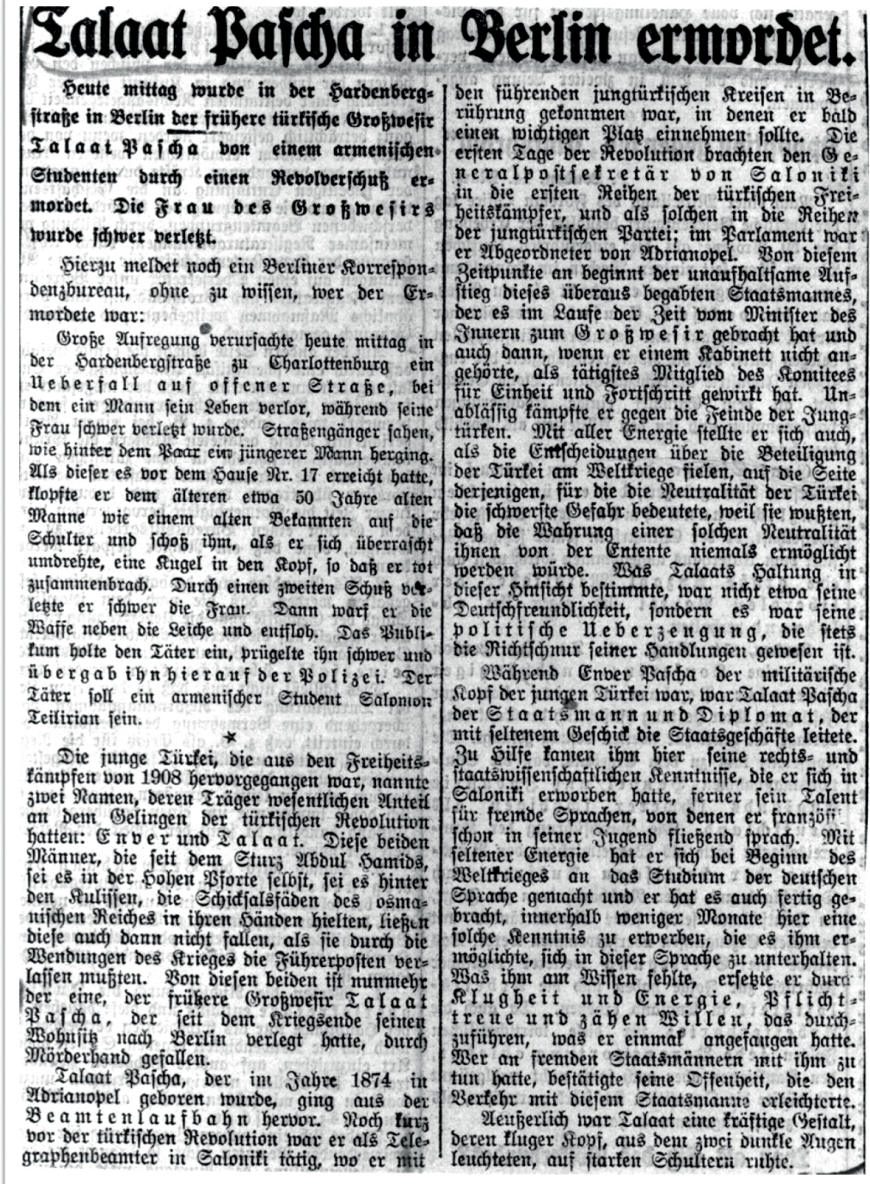 Talaat Pascha in Berlin ermordet.
Heute mittag wurde in der Hardenberg-
straße in Berlin der frühere türkische Großwesir
Talaat Pascha von einem armenischen
Studenten durch einen Revolverschuß er-
mordet. Die Frau des Großwesirs
wurde schwer verletzt.
Hierzu meldet noch ein Berliner Korrespon-
denzbureau, ohne zu wissen, wer der Er-
mordete war:
Große Aufregung verursachte heute mittag in
der Hardenbergstraße zu Charlottenburg ein
Ueberfall auf offener Straße, bei
dem ein Mann sein Leben verlor, während seine
Frau schwer verletzt wurde. Straßengänger sahen,
wie hinter dem Paar ein jüngerer Mann herging.
Als dieser es vor dem Hause Nr. 17 erreicht hatte,
klopfte er dem älteren etwa 50 Jahre alten
Manne wie einem alten Bekannten auf die
Schulter und schoß ihm, als er sich überrascht
umdrehte, eine Kugel in den Kopf, so daß er tot
zusammenbrach. Durch einen zweiten Schuß ver-
letzte er schwer die Frau. Dann warf er die
Waffe neben die Leiche und entfloh. Das Publi-
kum holte den Täter ein, prügelte ihn schwer und
übergab ihn hierauf der Polizei. Der
Täter soll ein armenischer Student Salomon
Teilirian sein.
*
Die junge Türkei, die aus den Freiheits-
kämpfen von 1908 hervorgegangen war, nannte
zwei Namen, deren Träger wesentlichen Anteil
an dem Gelingen der türkischen Revolution
hatten: Enver und Talaat. Diese beiden
Männer, die seit dem Sturz Abdul Hamids,
sei es in der Hohen Pforte selbst, sei es hinter
den Kulissen, die Schicksalsfäden des osma-
nischen Reiches in ihren Händen hielten, ließen
diese auch dann nicht fallen, als sie durch die
Wendungen des Krieges die Führerposten ver-
lassen mußten. Von diesen beiden ist nunmehr
der eine, der frühere Großwesir Talaat
Pascha, der seit dem Kriegsende seinen
Wohnsitz nach Berlin verlegt hatte, durch
Mörderhand gefallen.
Talaat Pascha, der im Jahre 1874 in
Adrianopel geboren wurde, ging aus der
Beamtenlaufbahn hervor. Noch kurz
vor der türkischen Revolution war er als Tele-
graphenbeamter in Saloniki tätig, wo er mit
den führenden jungtürkischen Kreisen in Be-
rührung gekommen war, in denen er bald
einen wichtigen Platz einnehmen sollte. Die
ersten Tage der Revolution brachten den Ge-
neralpostsekretär von Saloniki
in die ersten Reihen der türkischen Frei-
heitskämpfer, und als solchen in die Reihen
der jungtürkischen Partei; im Parlament war
er Abgeordneter von Adrianopel. Von diesem
Zeitpunkte an beginnt der unaufhaltsame Auf-
stieg dieses überaus begabten Staatsmannes,
der es im Laufe der Zeit vom Minister des
Innern zum Großwesir gebracht hat und
auch dann, wenn er einem Kabinett nicht an-
gehörte, als tätigstes Mitglied des Komitees
für Einheit und Fortschritt gewirkt hat. Un-
ablässig kämpfte er gegen die Feinde der Jung-
türken. Mit aller Energie stellte er sich auch,
als die Entscheidungen über die Beteiligung
der Türkei am Weltkriege fielen, auf die Seite
derjenigen, für die die Neutralität der Türkei
die schwerste Gefahr bedeutete, weil sie wußten,
daß die Wahrung einer solchen Neutralität
ihnen von der Entente niemals ermöglicht
werden würde. Was Talaats Haltung in
dieser Hinsicht bestimmte, war nicht etwa seine
Deutschfreundlichkeit, sondern es war seine
politische Ueberzeugung, die stets
die Richtschnur seiner Handlungen gewesen ist.
Während Enver Pascha der militärische
Kopf der jungen Türkei war, war Talaat Pascha
der Staatsmann und Diplomat, der
mit seltenem Geschick die Staatsgeschäfte leitete.
Zu Hilfe kamen ihm hier seine rechts- und
staatswissenschaftlichen Kenntnisse, die er sich in
Saloniki erworben hatte, ferner sein Talent
für fremde Sprachen, von denen er
schon in seiner Jugend fließend sprach. Mit
seltener Energie hat er sich bei Beginn des
Weltkrieges an das Studium der deutschen
Sprache gemacht und er hat es auch fertig ge-
bracht, innerhalb weniger Monate hier eine
solche Kenntnis zu erwerben, die es ihm er-
möglichte, sich in dieser Sprache zu unterhalten.
Was ihm am Wissen fehlte, ersetzte er durch
Klugheit und Energie, Pflicht-
treue und zähen Willen, das durch-
zuführen, was er einmal angefangen hatte.
Wer an fremden Staatsmännern mit ihm zu
tun hatte, bestätigte seine Offenheit, die den
Verkehr mit diesem Staatsmanne erleichterte.
Aeußerlich war Talaat eine kräftige Gestalt,
deren kluger Kopf, aus dem zwei dunkle Augen
leuchteten, auf starken Schultern ruhte.